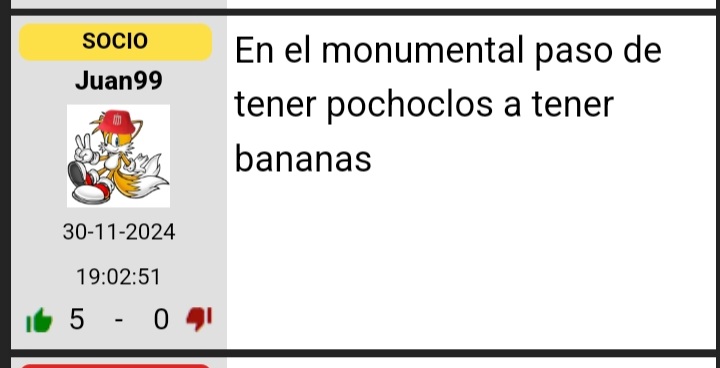 SOCIO
Juan99
30-11-2024
19:02:51
5 - 0
En el monumental paso de
tener pochoclos a tener
bananas